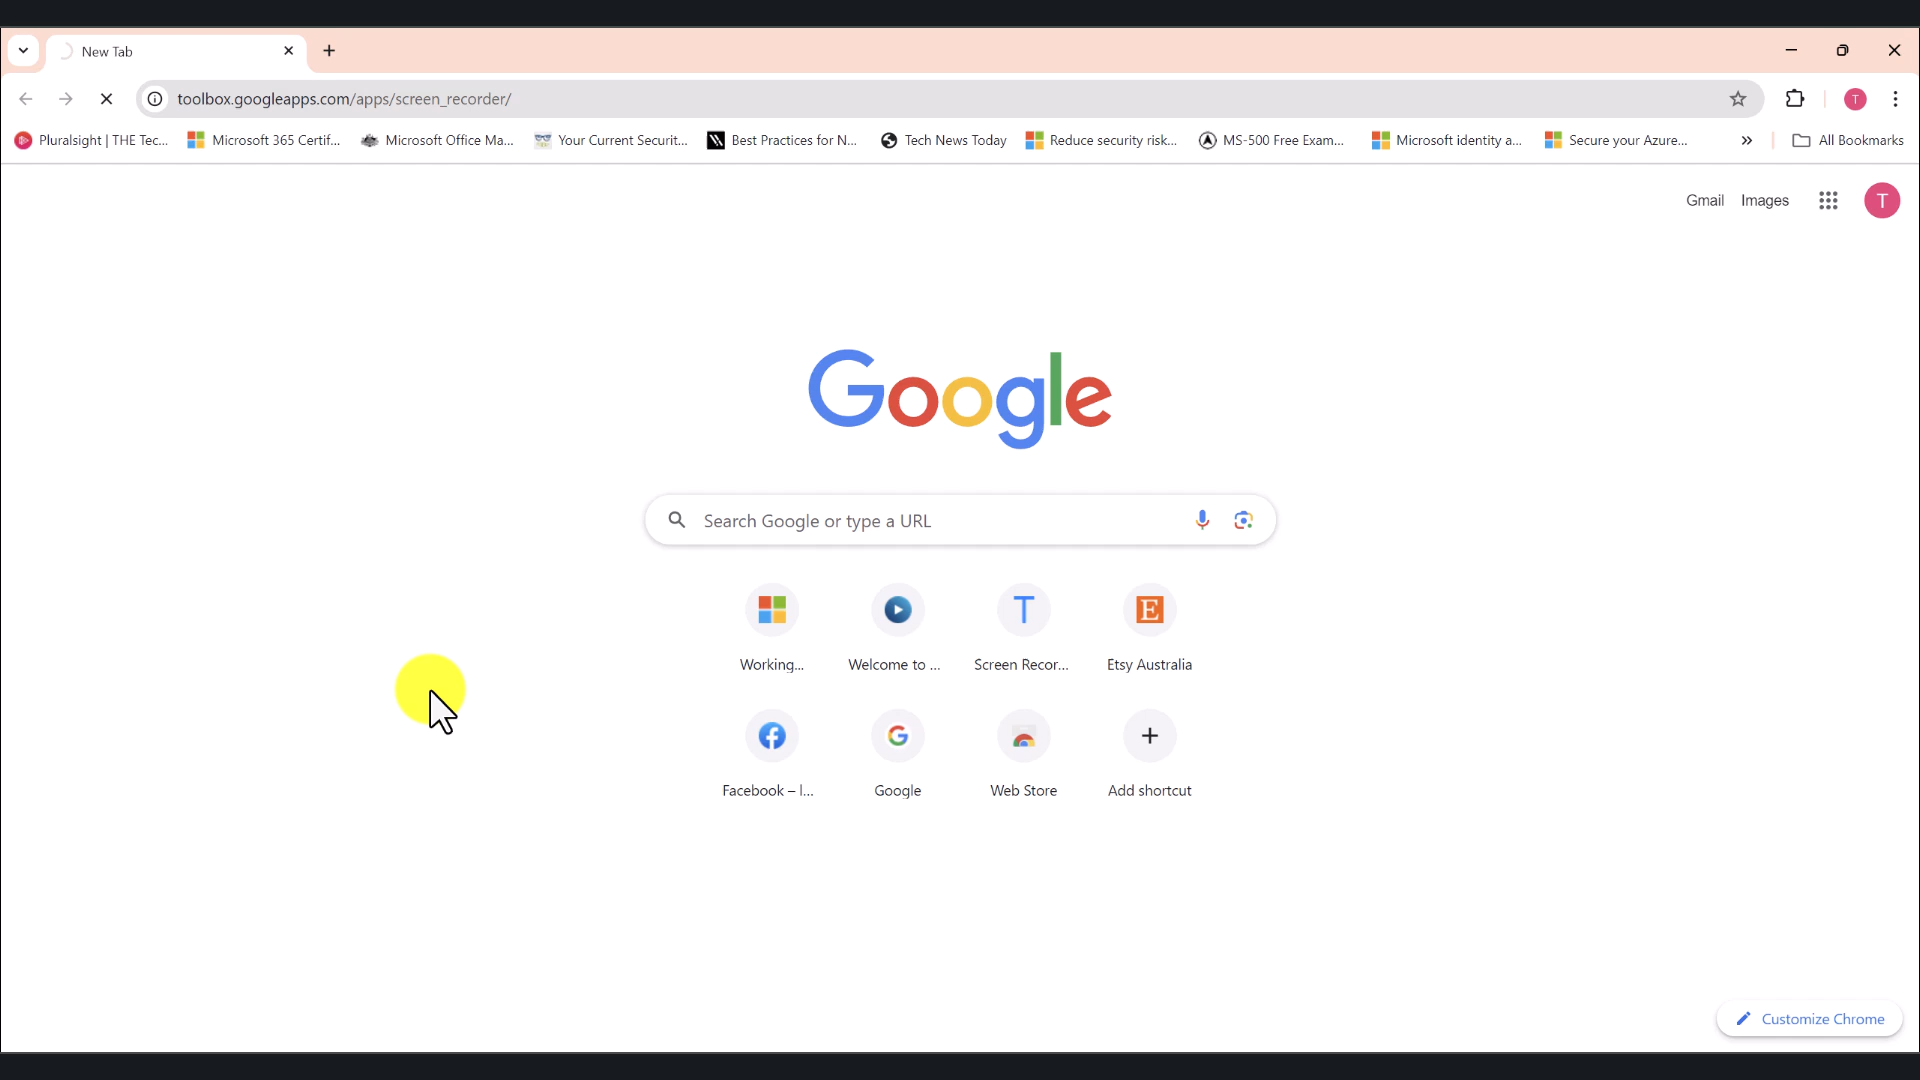 New Tab
toolbox.googleapps.com/apps/screen_recorder/
Pluralsight | THE Tec... Microsoft 365 Certif... Microsoft Office Ma... Your Current Securit... Best Practices for N... Tech News Today Reduce security risk... MS-500 Free Exam... Microsoft identity a... Secure your Azure... » All Bookmarks
Gmail Images T
Google
Search Google or type a URL
Working... Welcome to ... Screen Recor... Etsy Australia
Facebook – l... Google Web Store Add shortcut
Customize Chrome